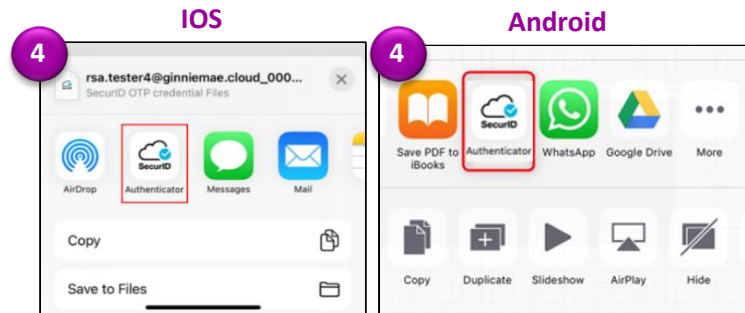 IOS
4
rsa.tester4@ginniemae.cloud_000...
SecurID OTP credential Files
SecurID
AirDrop
Authenticator
Messages
Mail
Copy
Save to Files
Android
4
SecurID
Save PDF to
iBooks
Authenticator
WhatsApp
Google Drive
More
Copy
Duplicate
Slideshow
AirPlay
Hide